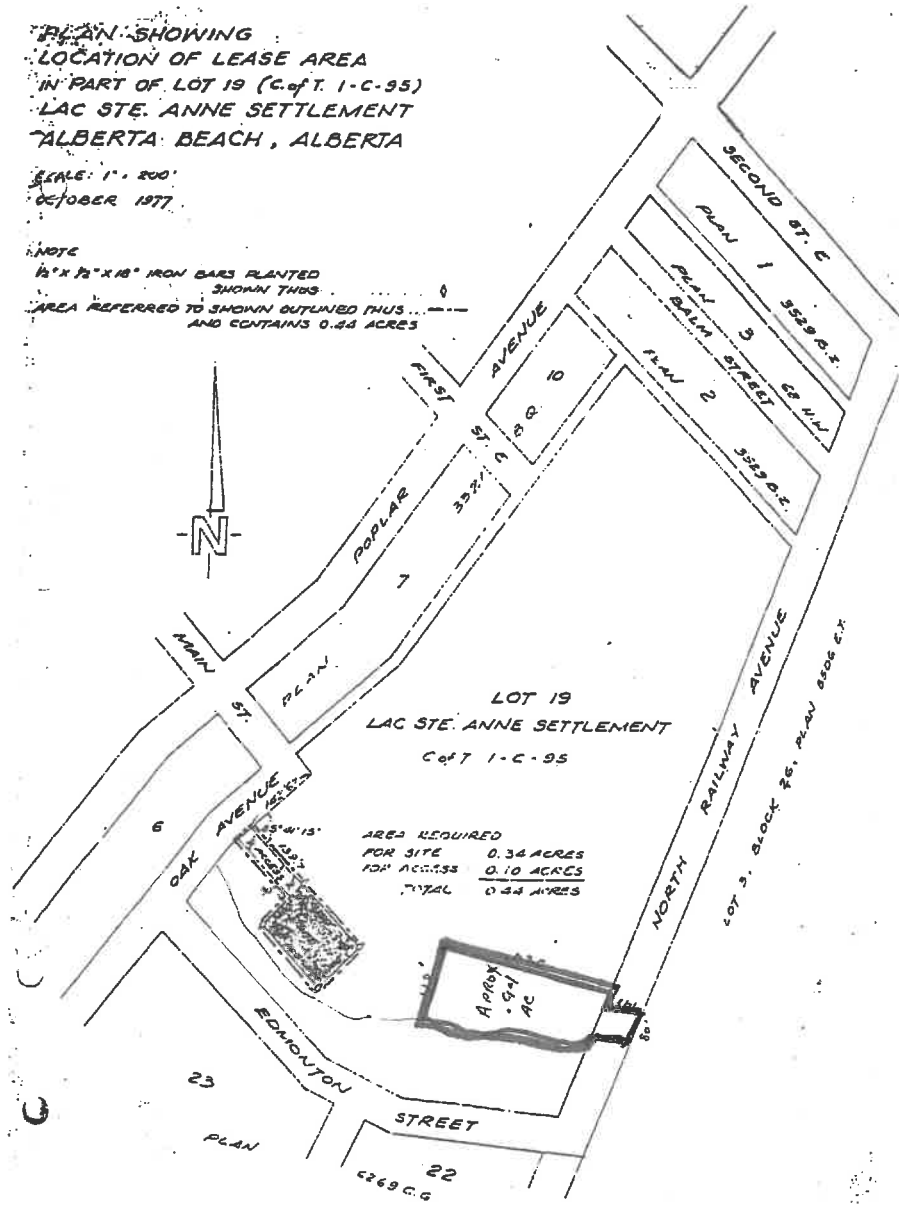 PLAN SHOWING
LOCATION OF LEASE AREA
IN PART OF LOT 19 (C.of T. 1-C-95)
LAC STE. ANNE SETTLEMENT
ALBERTA BEACH, ALBERTA
SCALE: 1" = 200'
OCTOBER 1977
NOTE
½" x ½" x 18" IRON BARS PLANTED
SHOWN THUS
AREA REFERRED TO SHOWN OUTLINED THUS
AND CONTAINS 0.44 ACRES
SECOND ST. E
PLAN 1 3529 B.Z.
PLAN 3
BALM STREET
PLAN 2 3529 B.Z.
FIRST ST. E
POPLAR AVENUE
10
B.Q.
3321
7
PLAN
N
MAIN ST.
LOT 19
LAC STE. ANNE SETTLEMENT
C of T 1-C-95
6
OAK AVENUE
ACCESS
AREA REQUIRED
FOR SITE 0.34 ACRES
FOR ACCESS 0.10 ACRES
TOTAL 0.44 ACRES
NORTH RAILWAY AVENUE
APROX
AC
110'
80'
EDMONTON STREET
23
PLAN
22
6269 C.G